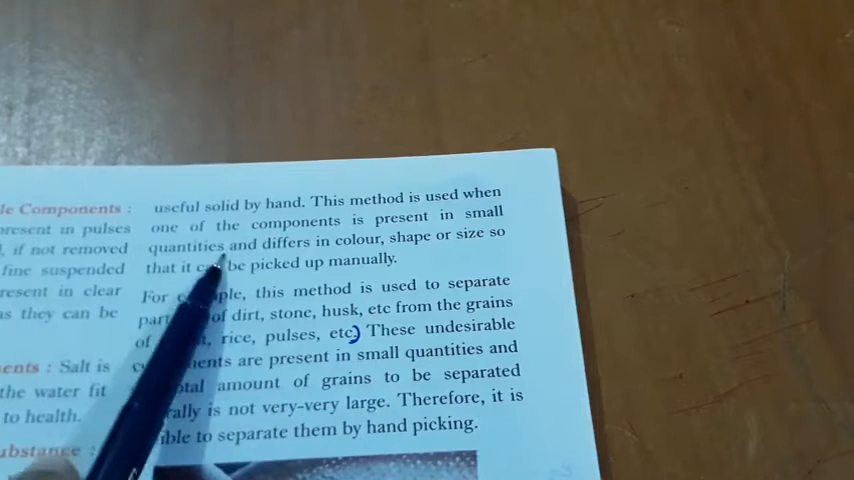 le Components :
resent in pulses
, if not removed
fine suspended
resent in clear
as they can be
ents : Salt is
the water fit
to health.
ubstance :
useful solid by hand. This method is used when
one of the components is present in small
quantities and differs in colour, shape or size so
that it can be picked up manually.
For example, this method is used to separate
of dirt, stone, husk, etc from the grains
of rice, pulses, etc. These undesirable
are present in small quantities and
amount of grains to be separated
is not very-very large. Therefore, it is
to separate them by hand picking.